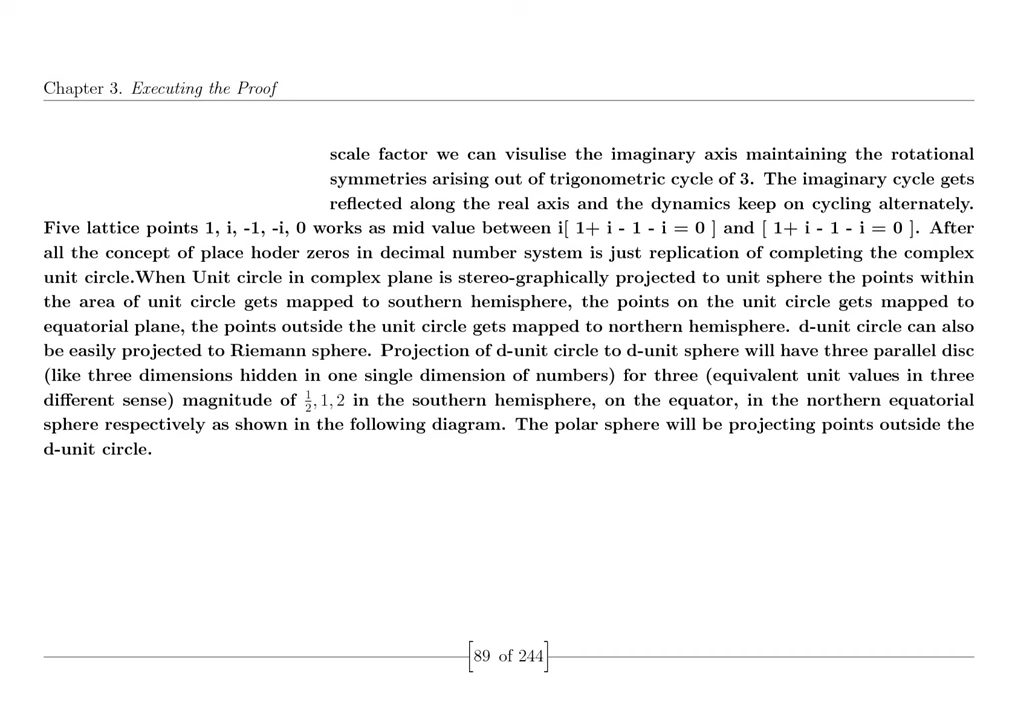 Chapter 3. Executing the Proof
scale factor we can visulise the imaginary axis maintaining the rotational
symmetries arising out of trigonometric cycle of 3. The imaginary cycle gets
reflected along the real axis and the dynamics keep on cycling alternately.
Five lattice points 1, i, -1, -i, 0 works as mid value between i[ 1+ i - 1 - i = 0 ] and [ 1+ i - 1 - i = 0 ]. After
all the concept of place hoder zeros in decimal number system is just replication of completing the complex
unit circle.When Unit circle in complex plane is stereo-graphically projected to unit sphere the points within
the area of unit circle gets mapped to southern hemisphere, the points on the unit circle gets mapped to
equatorial plane, the points outside the unit circle gets mapped to northern hemisphere. d-unit circle can also
be easily projected to Riemann sphere. Projection of d-unit circle to d-unit sphere will have three parallel disc
(like three dimensions hidden in one single dimension of numbers) for three (equivalent unit values in three
different sense) magnitude of 1/2, 1, 2 in the southern hemisphere, on the equator, in the northern equatorial
sphere respectively as shown in the following diagram. The polar sphere will be projecting points outside the
d-unit circle.
[89 of 244]